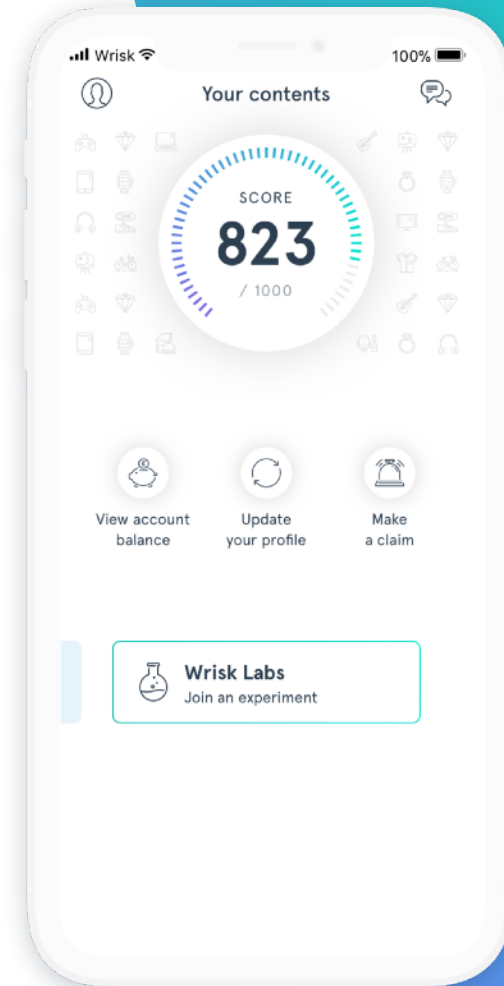 Wrisk 100%
Your contents
SCORE
823
/ 1000
View account Update Make
balance your profile a claim
Wrisk Labs
Join an experiment